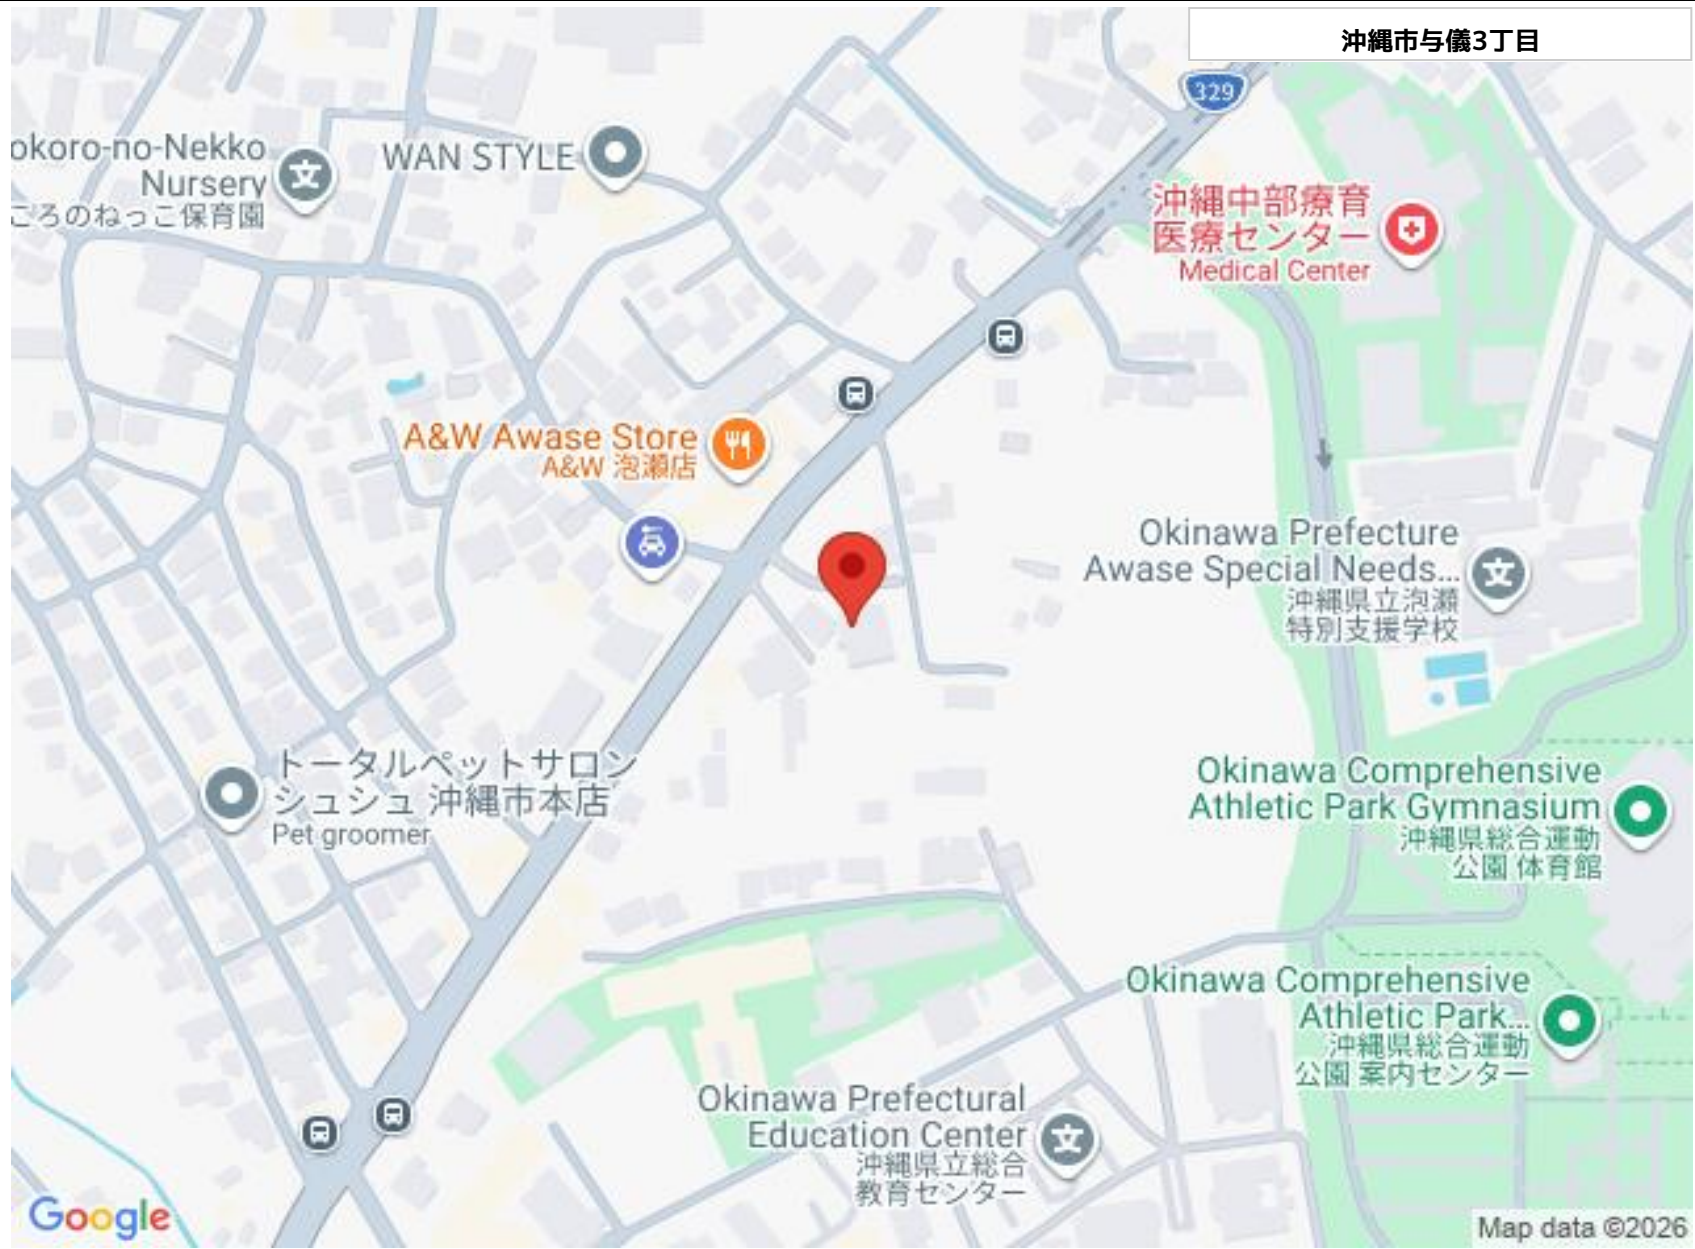 沖縄市与儀3丁目
329
okoro-no-Nekko
Nursery
ころのねっこ保育園
WAN STYLE
沖縄中部療育
医療センター
Medical Center
A&W Awase Store
A&W 泡瀬店
Okinawa Prefecture
Awase Special Needs...
沖縄県立泡瀬
特別支援学校
トータルペットサロン
シュシュ 沖縄市本店
Pet groomer
Okinawa Comprehensive
Athletic Park Gymnasium
沖縄県総合運動
公園 体育館
Okinawa Comprehensive
Athletic Park...
沖縄県総合運動
公園 案内センター
Okinawa Prefectural
Education Center
沖縄県立総合
教育センター
Google
Map data ©2026